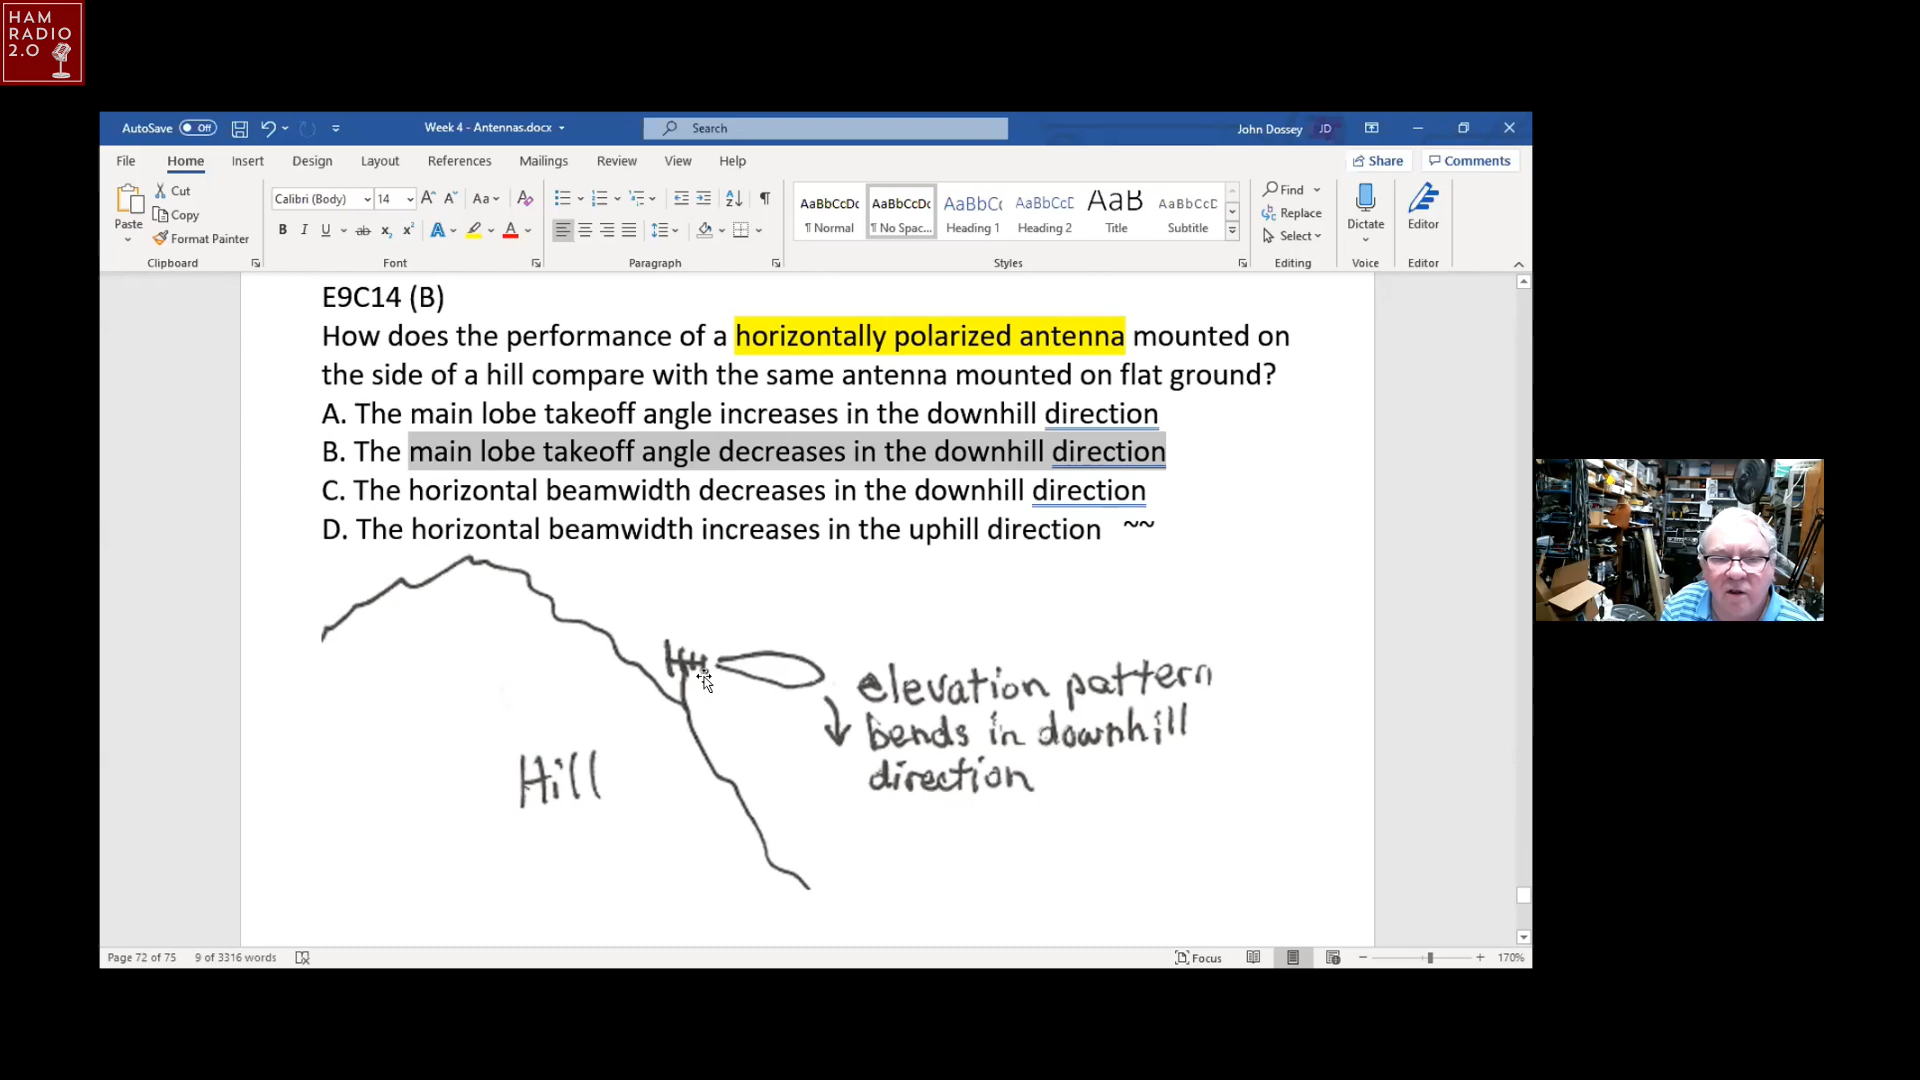 HAM
RADIO
2.0
AutoSave Off Week 4 - Antennas.docx Search John Dossey JD
File Home Insert Design Layout References Mailings Review View Help Share Comments
Paste Cut Copy Format Painter
Clipboard
Calibri (Body) 14 Aa
B I U ab x₂ x² A A
Font
Paragraph
AaBbCcDc AaBbCcDc AaBbCc AaBbCcD AaB AaBbCcD
¶ Normal ¶ No Spac... Heading 1 Heading 2 Title Subtitle
Styles
Find
Replace
Select
Editing
Dictate
Voice
Editor
Editor
E9C14 (B)
How does the performance of a horizontally polarized antenna mounted on
the side of a hill compare with the same antenna mounted on flat ground?
A. The main lobe takeoff angle increases in the downhill direction
B. The main lobe takeoff angle decreases in the downhill direction
C. The horizontal beamwidth decreases in the downhill direction
D. The horizontal beamwidth increases in the uphill direction ~~
elevation pattern
bends in downhill
direction
Hill
Page 72 of 75 9 of 3316 words Focus 170%